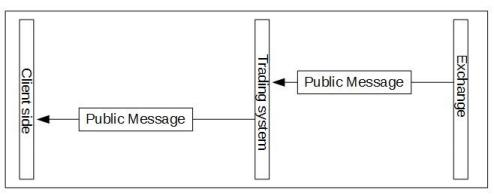 Client side
Public Message
Trading system
Public Message
Exchange